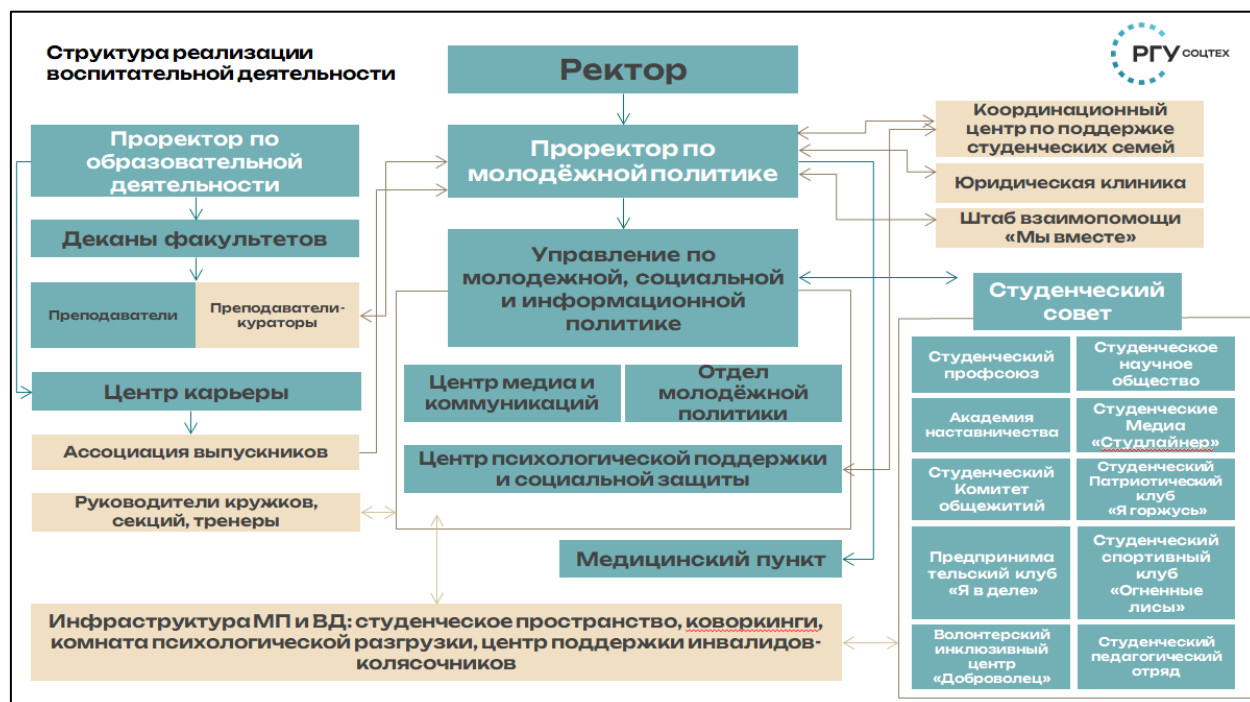 Структура реализации
воспитательной деятельности
Ректор
РГУ СОЦТЕХ
Проректор по
образовательной
деятельности
Деканы факультетов
Преподаватели
Преподаватели-
кураторы
Центр карьеры
Ассоциация выпускников
Руководители кружков,
секций, тренеры
Проректор по
молодёжной политике
Управление по
молодежной, социальной
и информационной
политике
Центр медиа и
коммуникаций
Отдел
молодёжной
политики
Центр психологической поддержки
и социальной защиты
Медицинский пункт
Инфраструктура МП и ВД: студенческое пространство, коворкинги,
комната психологической разгрузки, центр поддержки инвалидов-
колясочников
Координационный
центр по поддержке
студенческих семей
Юридическая клиника
Штаб взаимопомощи
«Мы вместе»
Студенческий
совет
Студенческий
профсоюз
Студенческое
научное
общество
Академия
наставничества
Студенческие
Медиа
«Студлайнер»
Студенческий
Комитет
общежитий
Студенческий
Патриотический
клуб
«Я горжусь»
Предпринима
тельский клуб
«Я в деле»
Студенческий
спортивный
клуб
«Огненные
лисы»
Волонтерский
инклюзивный
центр
«Доброволец»
Студенческий
педагогический
отряд